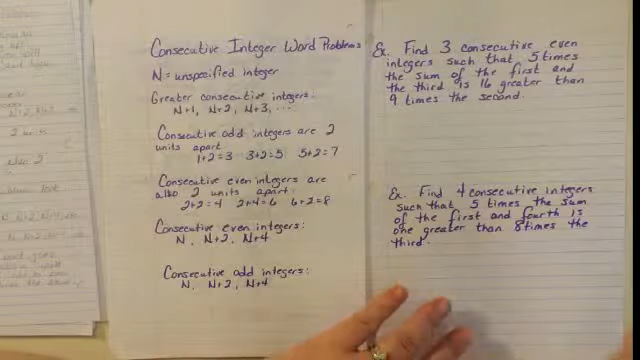 Consecutive Integer Word Problems
N = unspecified integer
Greater consecutive integers:
N+1, N+2, N+3, ...
Consecutive odd integers are 2
units apart
1+2=3 3+2=5 5+2=7
Consecutive even integers are
also 2 units apart:
2+2=4 2+4=6 6+2=8
Consecutive even integers:
N, N+2, N+4
Consecutive odd integers:
N, N+2, N+4
Ex. Find 3 consecutive even
integers such that 5 times
the sum of the first and
the third is 16 greater than
9 times the second.
Ex. Find 4 consecutive integers
such that 5 times the sum
of the first and fourth is
one greater than 8 times the
third.
2 units